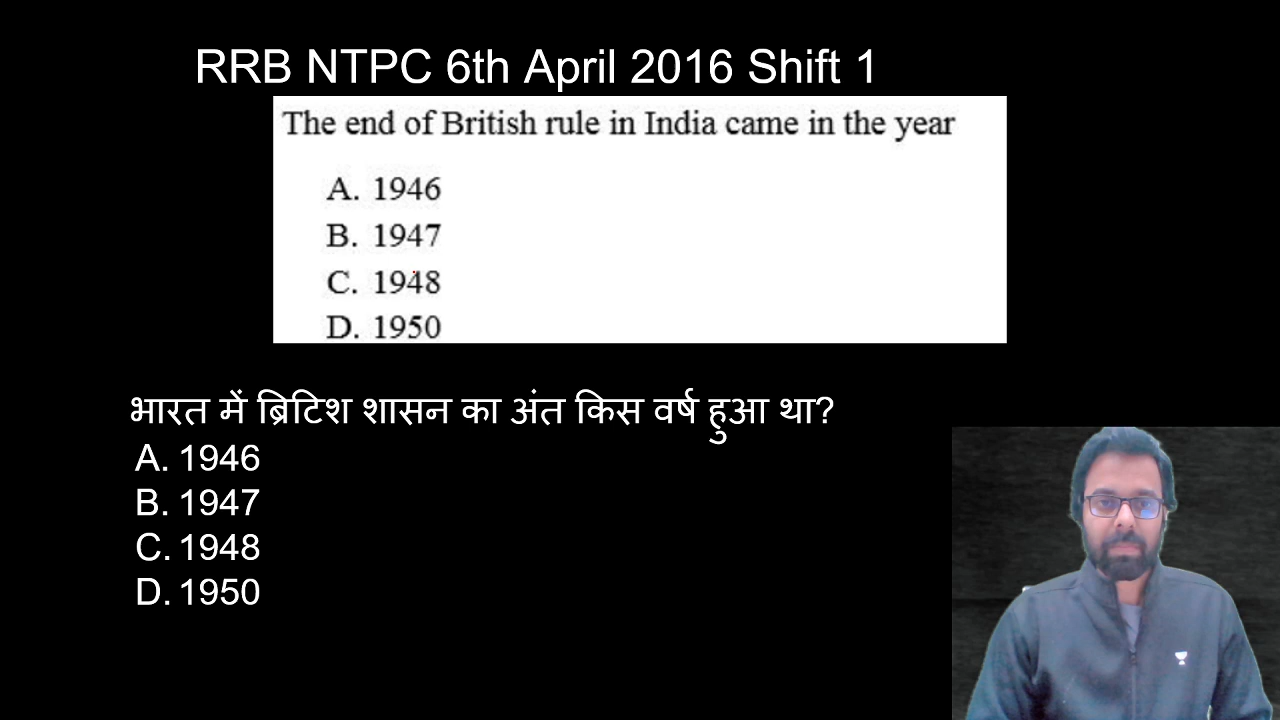 RRB NTPC 6th April 2016 Shift 1
The end of British rule in India came in the year
A. 1946
B. 1947
C. 1948
D. 1950
भारत में ब्रिटिश शासन का अंत किस वर्ष हुआ था?
A. 1946
B. 1947
C. 1948
D. 1950